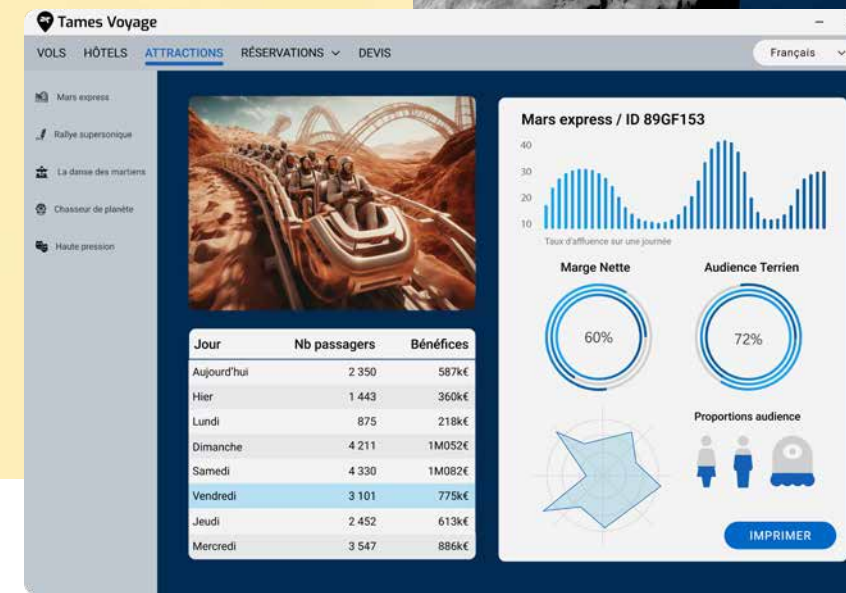 Tames Voyage
VOLS HÔTELS ATTRACTIONS RÉSERVATIONS DEVIS Français
Mars express
Rallye supersonique
La danse des martiens
Chasseur de planète
Haute pression
Jour Nb passagers Bénéfices
Aujourd'hui 2 350 587k€
Hier 1 443 360k€
Lundi 875 218k€
Dimanche 4 211 1M052€
Samedi 4 330 1M082€
Vendredi 3 101 775k€
Jeudi 2 452 613k€
Mercredi 3 547 886k€
Mars express / ID 89GF153
40
30
20
10
Taux d'affluence sur une journée
Marge Nette Audience Terrien
60% 72%
Proportions audience
IMPRIMER